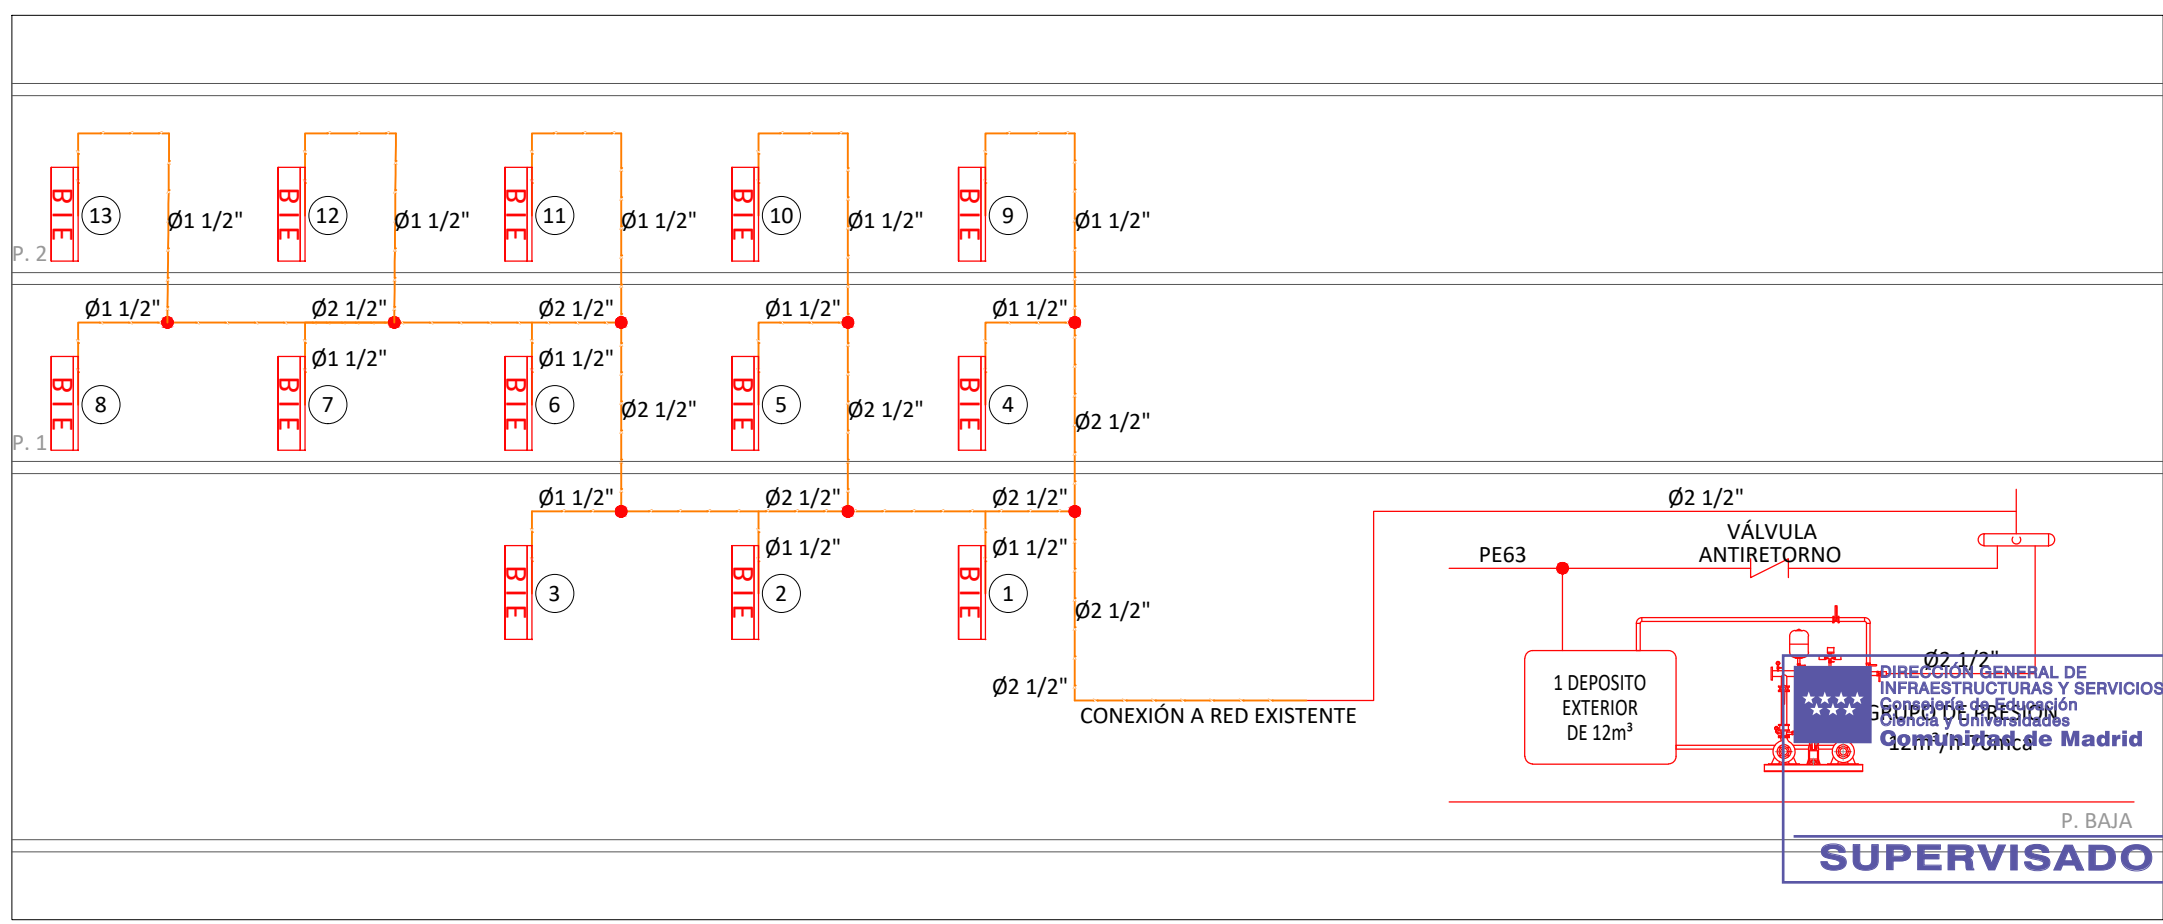 13
Ø1 1/2"
12
Ø1 1/2"
11
Ø1 1/2"
10
Ø1 1/2"
9
Ø1 1/2"
BIE
BIE
BIE
BIE
BIE
P. 2
Ø1 1/2"
Ø2 1/2"
Ø2 1/2"
Ø1 1/2"
Ø1 1/2"
Ø1 1/2"
Ø1 1/2"
BIE
8
BIE
7
BIE
6
Ø2 1/2"
BIE
5
Ø2 1/2"
BIE
4
Ø2 1/2"
P. 1
Ø1 1/2"
Ø2 1/2"
Ø2 1/2"
Ø2 1/2"
Ø1 1/2"
Ø1 1/2"
BIE
3
BIE
2
BIE
1
Ø2 1/2"
Ø2 1/2"
CONEXIÓN A RED EXISTENTE
PE63
VÁLVULA
ANTIRETORNO
1 DEPOSITO
EXTERIOR
DE 12m³
Ø2 1/2"
GRUPO DE PRESIÓN
12m³/h-70mca
DIRECCIÓN GENERAL DE
INFRAESTRUCTURAS Y SERVICIOS
Consejería de Educación
Ciencia y Universidades
Comunidad de Madrid
P. BAJA
SUPERVISADO